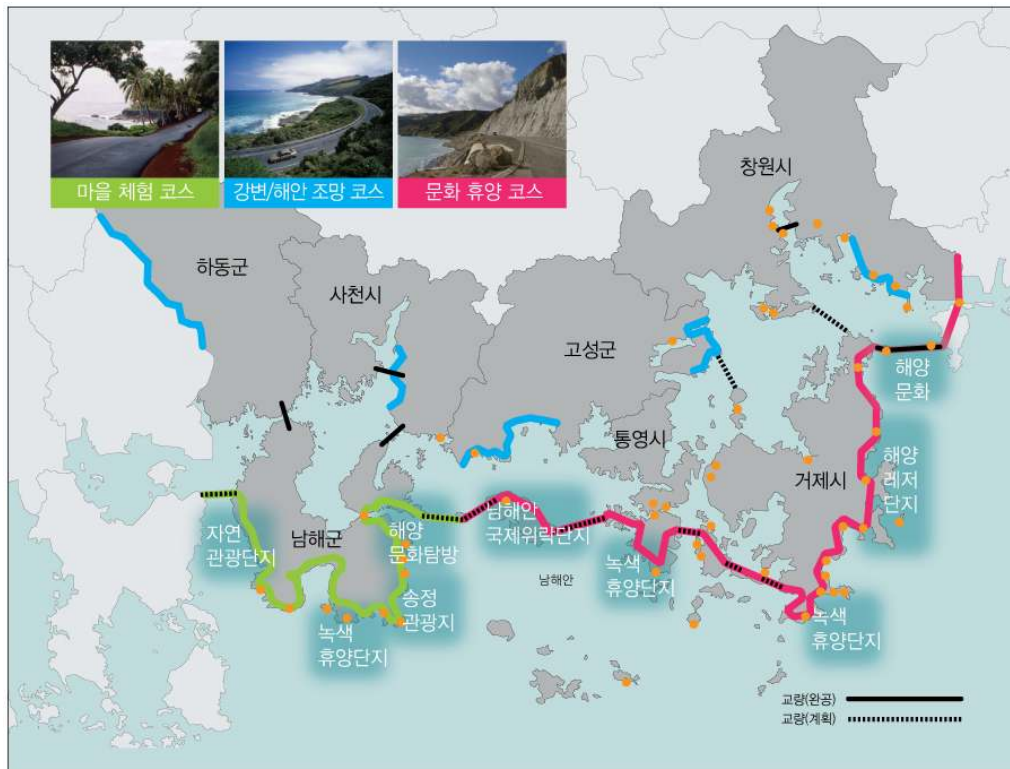 마을 체험 코스
강변/해안 조망 코스
문화 휴양 코스
창원시
하동군
사천시
고성군
해양
문화
통영시
거제시
해양
레저
단지
자연
관광단지
남해군
해양
문화탐방
남해안
국제위락단지
녹색
휴양단지
남해안
송정
관광지
녹색
휴양단지
녹색
휴양단지
교량(완공)
교량(계획)